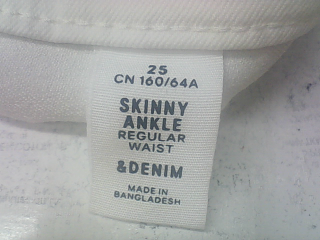 25
CN 160/64A
SKINNY
ANKLE
REGULAR
WAIST
&DENIM
MADE IN
BANGLADESH